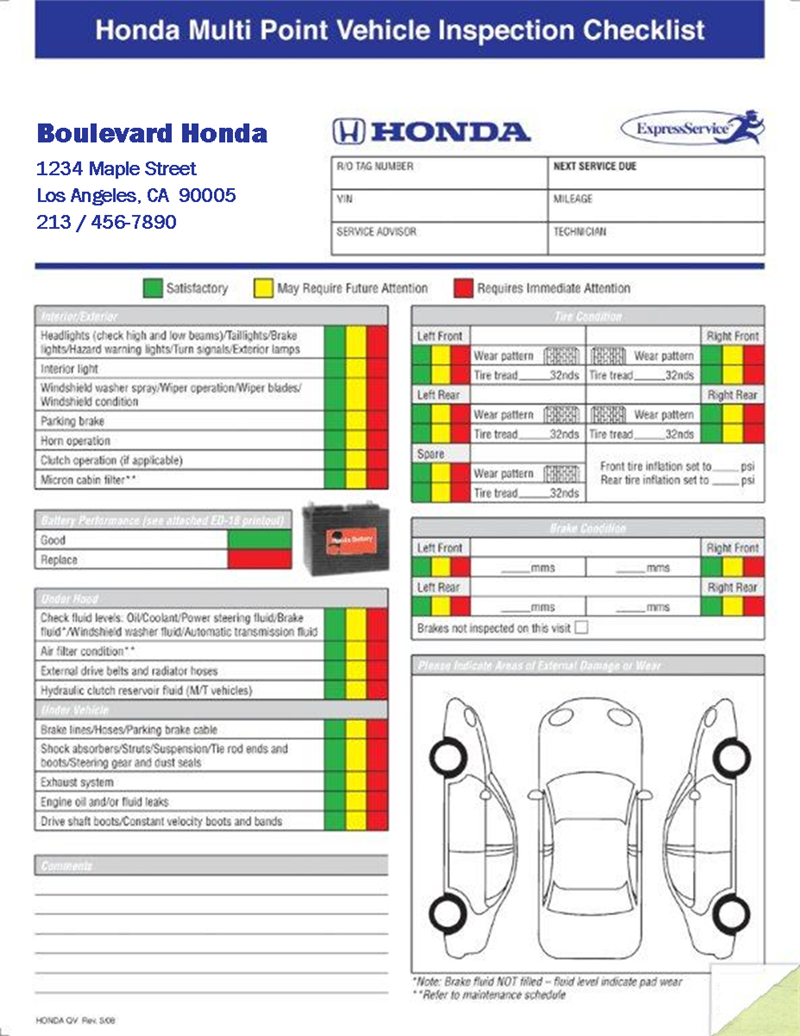 Honda Multi Point Vehicle Inspection Checklist
Boulevard Honda
1234 Maple Street
Los Angeles, CA 90005
213 / 456-7890
HONDA
ExpressService
R/O TAG NUMBER
NEXT SERVICE DUE
VIN
MILEAGE
SERVICE ADVISOR
TECHNICIAN
Satisfactory
May Require Future Attention
Requires Immediate Attention
Interior/Exterior
Headlights (check high and low beams)/Taillights/Brake
lights/Hazard warning lights/Turn signals/Exterior lamps
Interior light
Windshield washer spray/Wiper operation/Wiper blades/
Windshield condition
Parking brake
Horn operation
Clutch operation (if applicable)
Micron cabin filter**
Battery Performance (see attached ED-18 printout)
Good
Replace
Honda Battery
Under Hood
Check fluid levels: Oil/Coolant/Power steering fluid/Brake
fluid*/Windshield washer fluid/Automatic transmission fluid
Air filter condition**
External drive belts and radiator hoses
Hydraulic clutch reservoir fluid (M/T vehicles)
Under Vehicle
Brake lines/Hoses/Parking brake cable
Shock absorbers/Struts/Suspension/Tie rod ends and
boots/Steering gear and dust seals
Exhaust system
Engine oil and/or fluid leaks
Drive shaft boots/Constant velocity boots and bands
Comments
HONDA QV Rev. 5/08
Tire Condition
Left Front
Right Front
Wear pattern
Wear pattern
Tire tread_____32nds
Tire tread_____32nds
Left Rear
Right Rear
Wear pattern
Wear pattern
Tire tread_____32nds
Tire tread_____32nds
Spare
Wear pattern
Tire tread_____32nds
Front tire inflation set to_____ psi
Rear tire inflation set to_____ psi
Brake Condition
Left Front
Right Front
_____mms
_____mms
Left Rear
Right Rear
_____mms
_____mms
Brakes not inspected on this visit
Please Indicate Areas of External Damage or Wear
*Note: Brake fluid NOT filled – fluid level indicate pad wear
**Refer to maintenance schedule